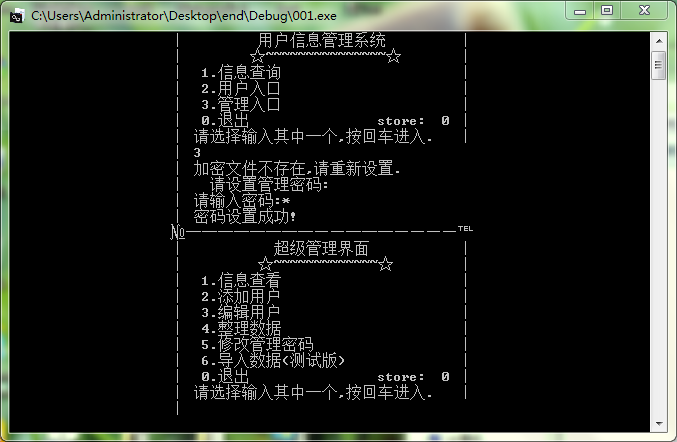 C:\Users\Administrator\Desktop\end\Debug\001.exe
用户信息管理系统
☆~~~~~~~~~~~~~~~~☆
1.信息查询
2.用户入口
3.管理入口
0.退出 store: 0
请选择输入其中一个,按回车进入.
3
加密文件不存在,请重新设置.
请设置管理密码:
请输入密码:*
密码设置成功!
№—————————————————℡
超级管理界面
☆~~~~~~~~~~~~~~☆
1.信息查看
2.添加用户
3.编辑用户
4.整理数据
5.修改管理密码
6.导入数据(测试版)
0.退出 store: 0
请选择输入其中一个,按回车进入.